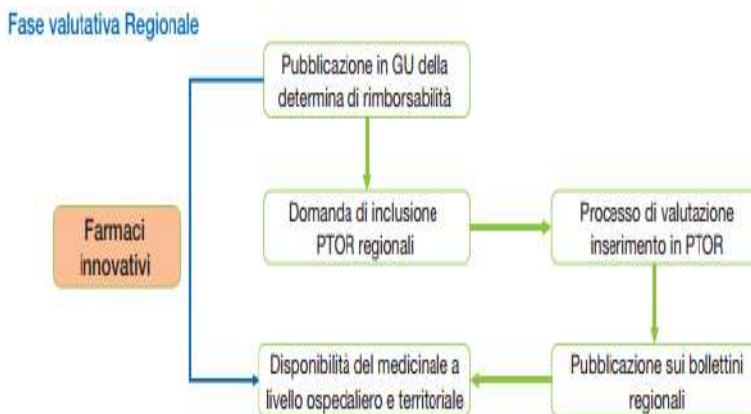 Fase valutativa Regionale
Pubblicazione in GU della
determina di rimborsabilità
Domanda di inclusione
PTOR regionali
Processo di valutazione
inserimento in PTOR
Farmaci
innovativi
Disponibilità del medicinale a
livello ospedaliero e territoriale
Pubblicazione sui bollettini
regionali